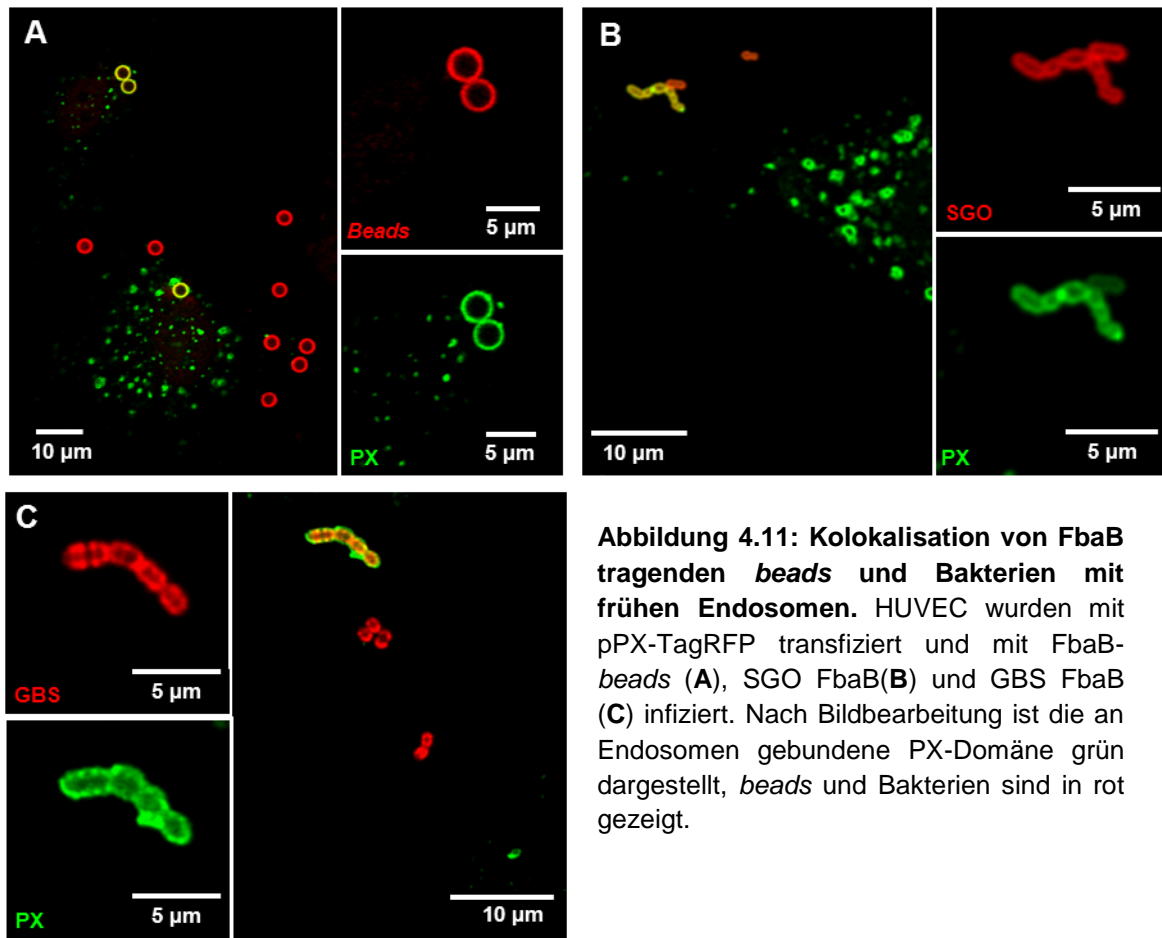 A
Beads
5 µm
PX
5 µm
10 µm
B
SGO
5 µm
PX
5 µm
10 µm
C
GBS
5 µm
PX
5 µm
10 µm
Abbildung 4.11: Kolokalisation von FbaB
tragenden beads und Bakterien mit
frühen Endosomen. HUVEC wurden mit
pPX-TagRFP transfiziert und mit FbaB-
beads (A), SGO FbaB(B) und GBS FbaB
(C) infiziert. Nach Bildbearbeitung ist die an
Endosomen gebundene PX-Domäne grün
dargestellt, beads und Bakterien sind in rot
gezeigt.